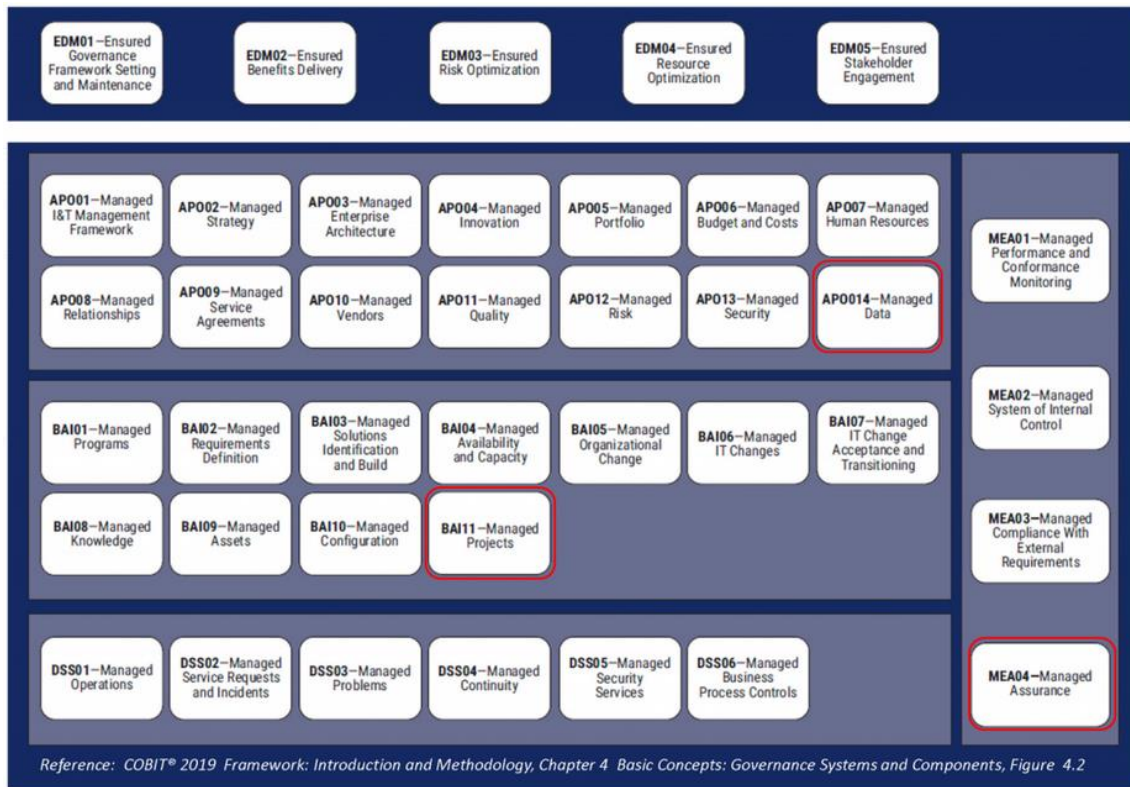 EDM01—Ensured
Governance
Framework Setting
and Maintenance
EDM02—Ensured
Benefits Delivery
EDM03—Ensured
Risk Optimization
EDM04—Ensured
Resource
Optimization
EDM05—Ensured
Stakeholder
Engagement
APO01—Managed
I&T Management
Framework
APO02—Managed
Strategy
APO03—Managed
Enterprise
Architecture
APO04—Managed
Innovation
APO05—Managed
Portfolio
APO06—Managed
Budget and Costs
APO07—Managed
Human Resources
APO08—Managed
Relationships
APO09—Managed
Service
Agreements
APO10—Managed
Vendors
APO11—Managed
Quality
APO12—Managed
Risk
APO13—Managed
Security
APO014—Managed
Data
BAI01—Managed
Programs
BAI02—Managed
Requirements
Definition
BAI03—Managed
Solutions
Identification
and Build
BAI04—Managed
Availability
and Capacity
BAI05—Managed
Organizational
Change
BAI06—Managed
IT Changes
BAI07—Managed
IT Change
Acceptance and
Transitioning
BAI08—Managed
Knowledge
BAI09—Managed
Assets
BAI10—Managed
Configuration
BAI11—Managed
Projects
DSS01—Managed
Operations
DSS02—Managed
Service Requests
and Incidents
DSS03—Managed
Problems
DSS04—Managed
Continuity
DSS05—Managed
Security
Services
DSS06—Managed
Business
Process Controls
MEA01—Managed
Performance and
Conformance
Monitoring
MEA02—Managed
System of Internal
Control
MEA03—Managed
Compliance With
External
Requirements
MEA04—Managed
Assurance
Reference: COBIT® 2019 Framework: Introduction and Methodology, Chapter 4 Basic Concepts: Governance Systems and Components, Figure 4.2